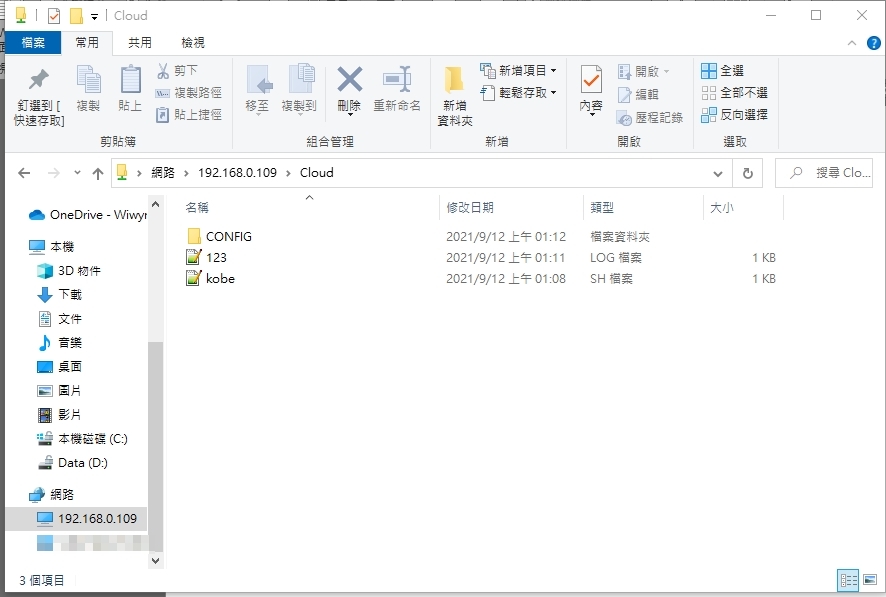 Cloud
檔案 常用 共用 檢視
釘選到 [
快速存取]
複製
貼上
剪下
複製路徑
貼上捷徑
剪貼簿
移至
複製到
刪除
重新命名
組合管理
新增
資料夾
新增項目
輕鬆存取
新增
內容
開啟
編輯
歷程記錄
開啟
全選
全部不選
反向選擇
選取
網路 › 192.168.0.109 › Cloud
搜尋 Clo...
OneDrive - Wiwyn
本機
3D 物件
下載
文件
音樂
桌面
圖片
影片
本機磁碟 (C:)
Data (D:)
網路
192.168.0.109
名稱 修改日期 類型 大小
CONFIG 2021/9/12 上午 01:12 檔案資料夾
123 2021/9/12 上午 01:11 LOG 檔案 1 KB
kobe 2021/9/12 上午 01:08 SH 檔案 1 KB
3 個項目